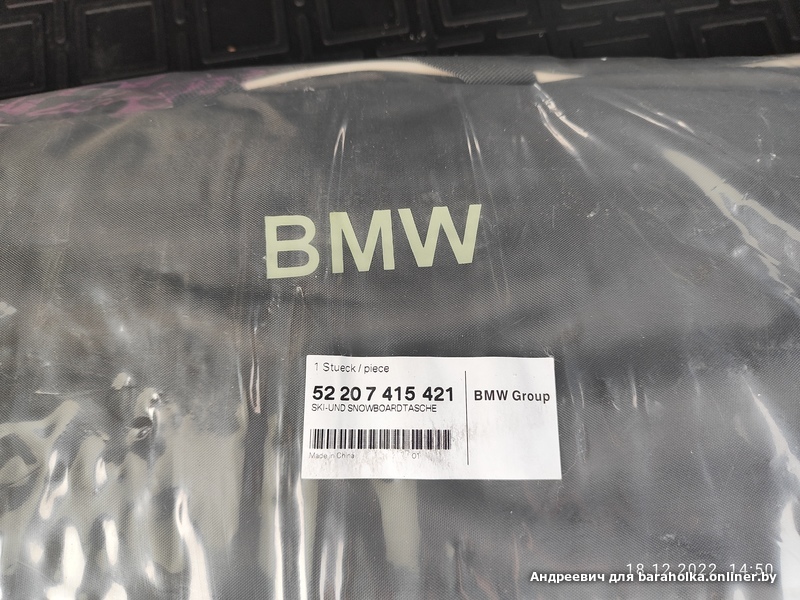 BMW
1 Stueck / piece
52 20 7 415 421
SKI-UND SNOWBOARDTASCHE
BMW Group
Made in China 01
18.12.2022 14:50
Андреевич для baraholka.onliner.by